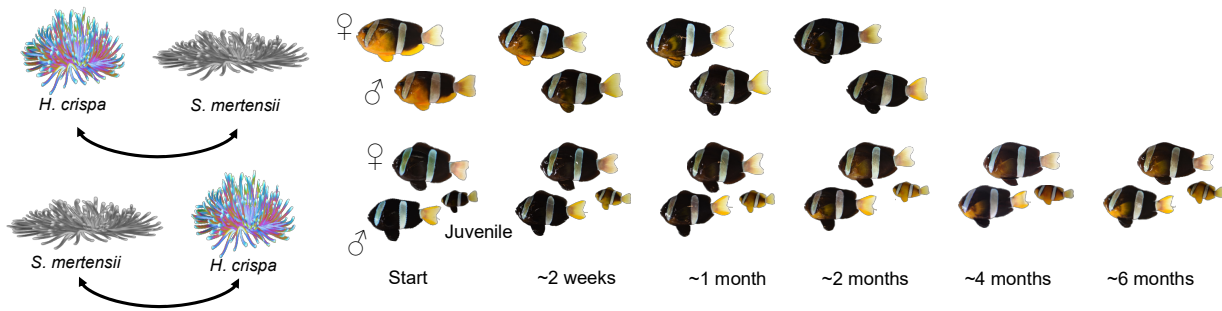 ♀
♂
H. crispa
S. mertensii
♀
♂
Juvenile
S. mertensii
H. crispa
Start
~2 weeks
~1 month
~2 months
~4 months
~6 months